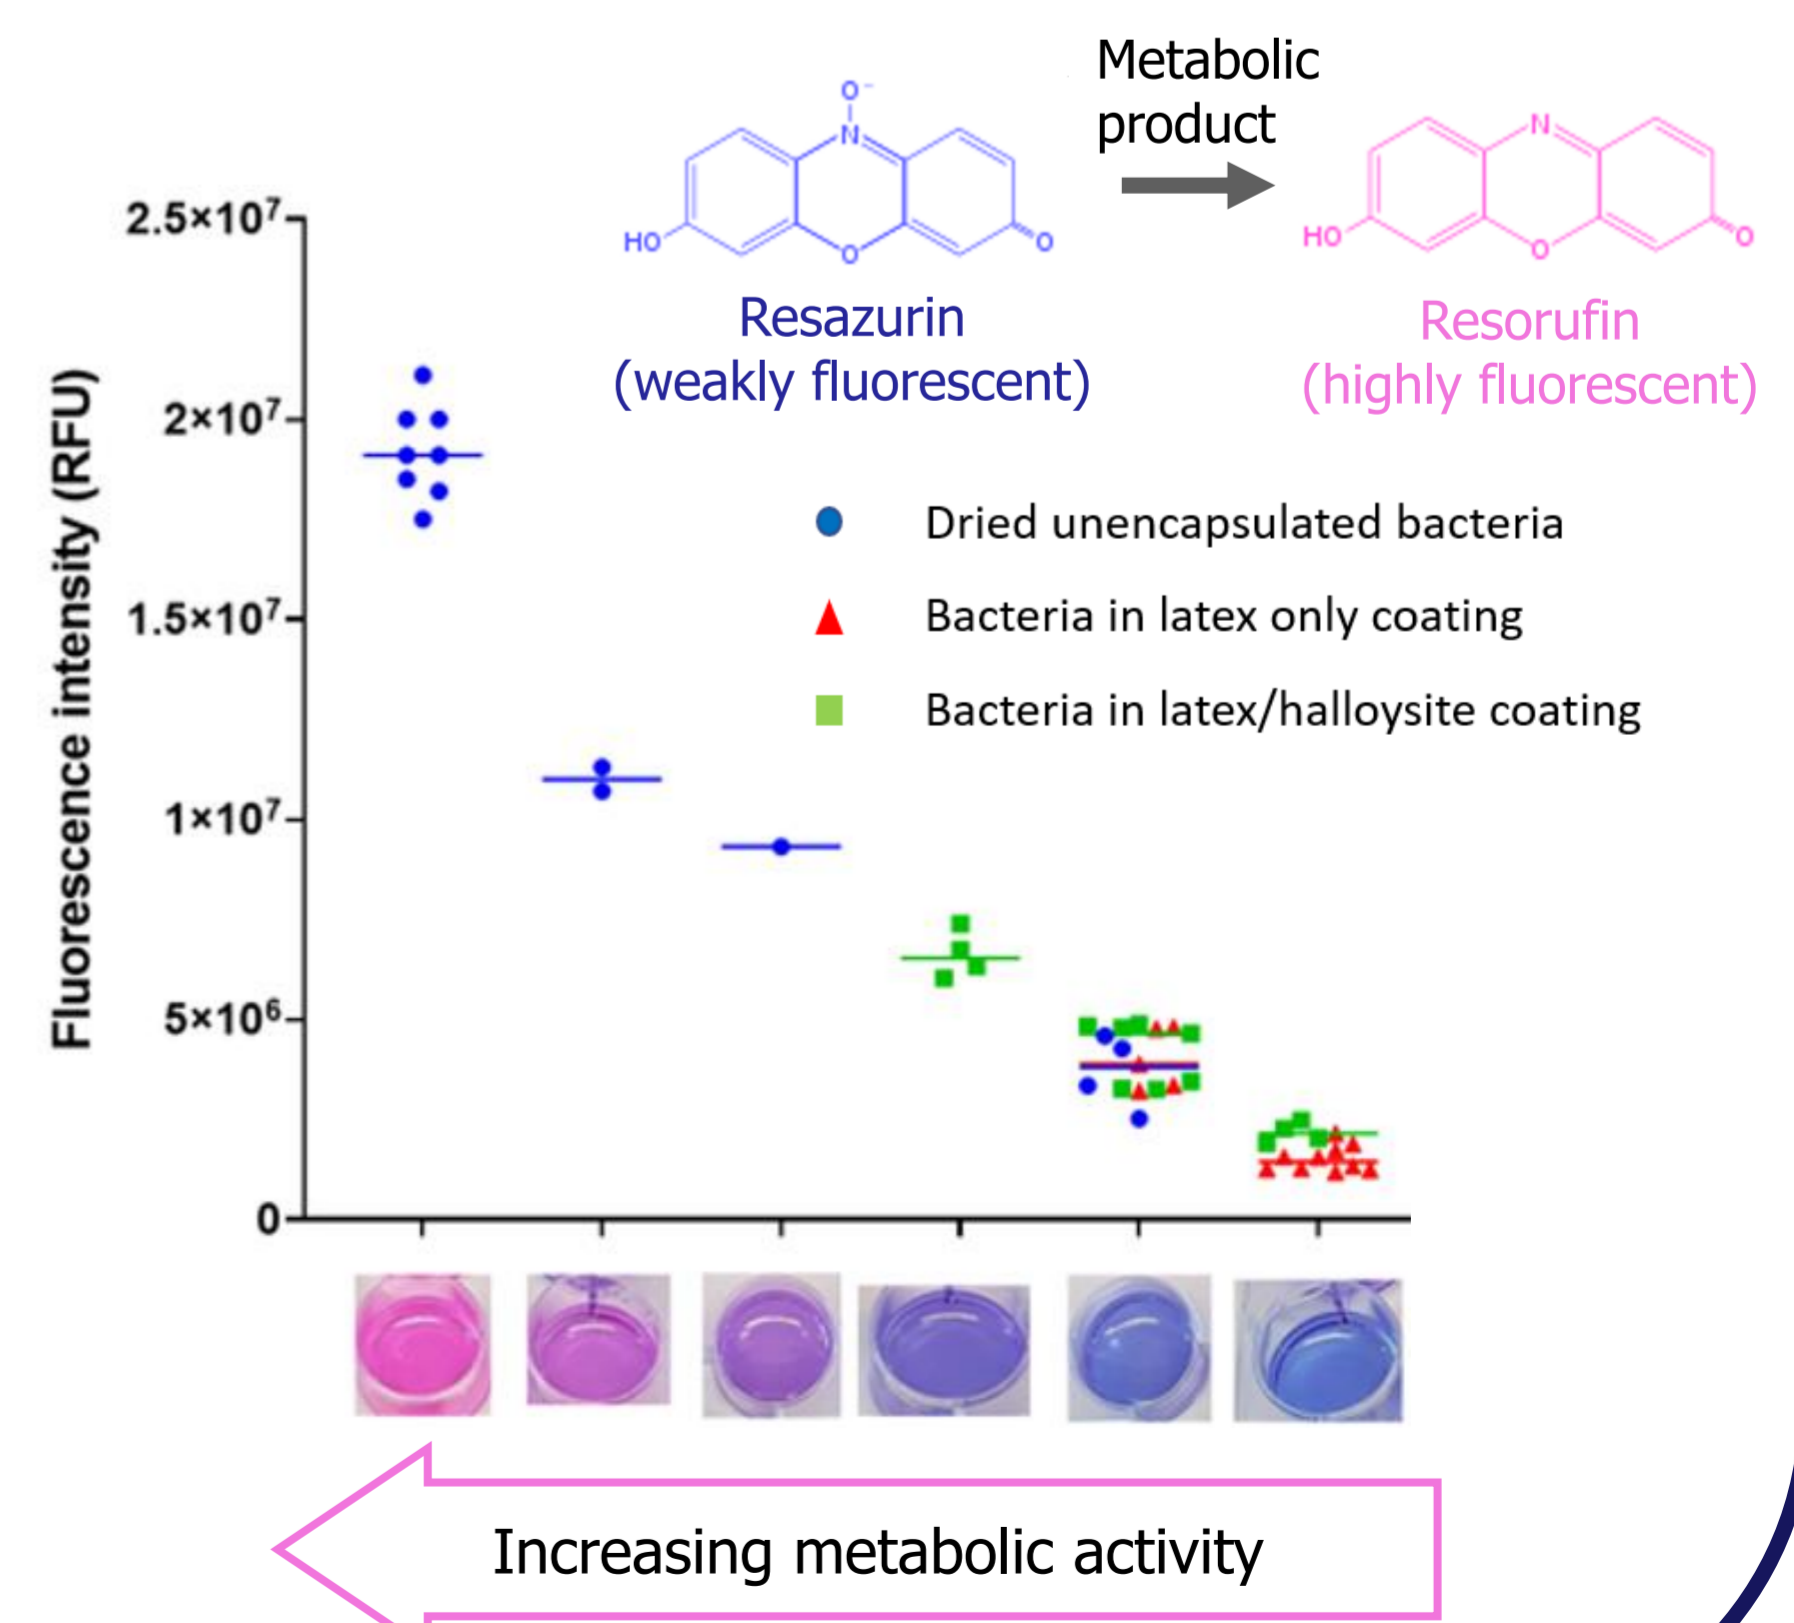 Metabolic
product
O⁻
N
HO
O
O
N
HO
O
O
Resazurin
(weakly fluorescent)
Resorufin
(highly fluorescent)
Fluorescence intensity (RFU)
2.5×10⁷
2×10⁷
1.5×10⁷
1×10⁷
5×10⁶
0
Dried unencapsulated bacteria
Bacteria in latex only coating
Bacteria in latex/halloysite coating
Increasing metabolic activity